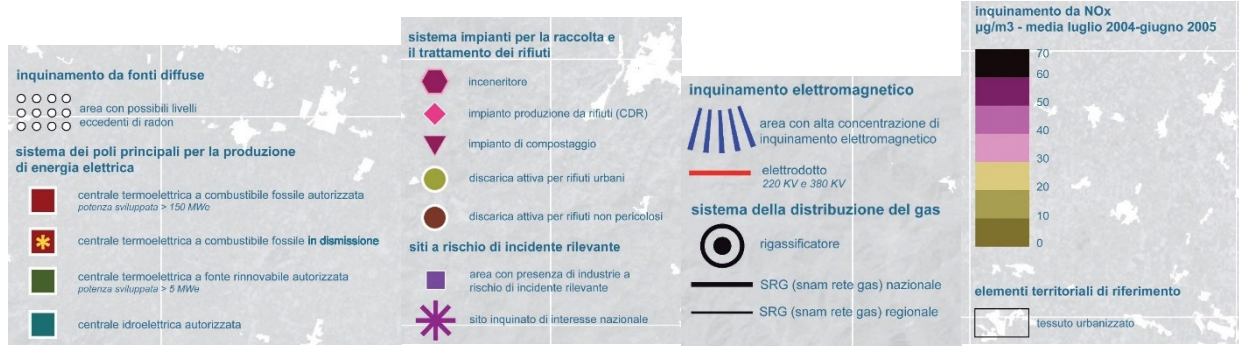 inquinamento da fonti diffuse
area con possibili livelli
eccedenti di radon
sistema dei poli principali per la produzione
di energia elettrica
centrale termoelettrica a combustibile fossile autorizzata
potenza sviluppata > 150 MWe
centrale termoelettrica a combustibile fossile in dismissione
centrale termoelettrica a fonte rinnovabile autorizzata
potenza sviluppata > 5 MWe
centrale idroelettrica autorizzata
sistema impianti per la raccolta e
il trattamento dei rifiuti
inceneritore
impianto produzione da rifiuti (CDR)
impianto di compostaggio
discarica attiva per rifiuti urbani
discarica attiva per rifiuti non pericolosi
siti a rischio di incidente rilevante
area con presenza di industrie a
rischio di incidente rilevante
sito inquinato di interesse nazionale
inquinamento elettromagnetico
area con alta concentrazione di
inquinamento elettromagnetico
elettrodotto
220 KV e 380 KV
sistema della distribuzione del gas
rigassificatore
SRG (snam rete gas) nazionale
SRG (snam rete gas) regionale
inquinamento da NOx
µg/m3 - media luglio 2004-giugno 2005
70
60
50
40
30
20
10
0
elementi territoriali di riferimento
tessuto urbanizzato